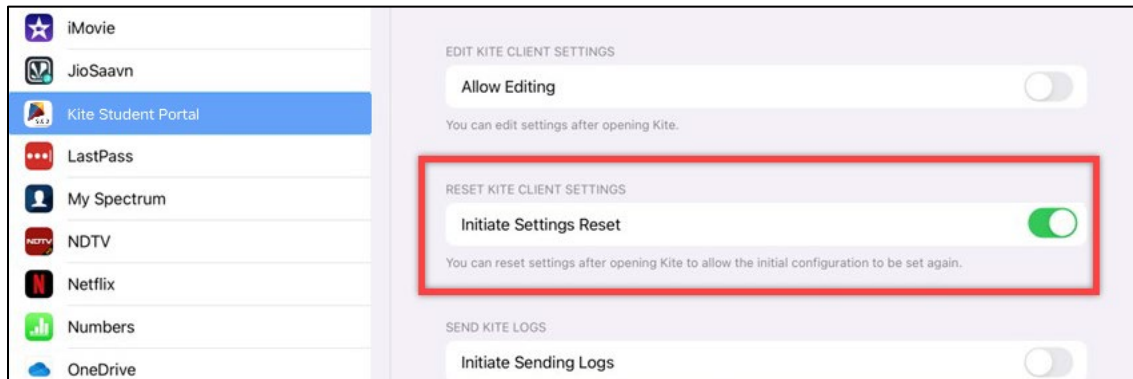 iMovie
JioSaavn
Kite Student Portal
LastPass
My Spectrum
NDTV
NDTV
Netflix
Numbers
OneDrive
EDIT KITE CLIENT SETTINGS
Allow Editing
You can edit settings after opening Kite.
RESET KITE CLIENT SETTINGS
Initiate Settings Reset
You can reset settings after opening Kite to allow the initial configuration to be set again.
SEND KITE LOGS
Initiate Sending Logs